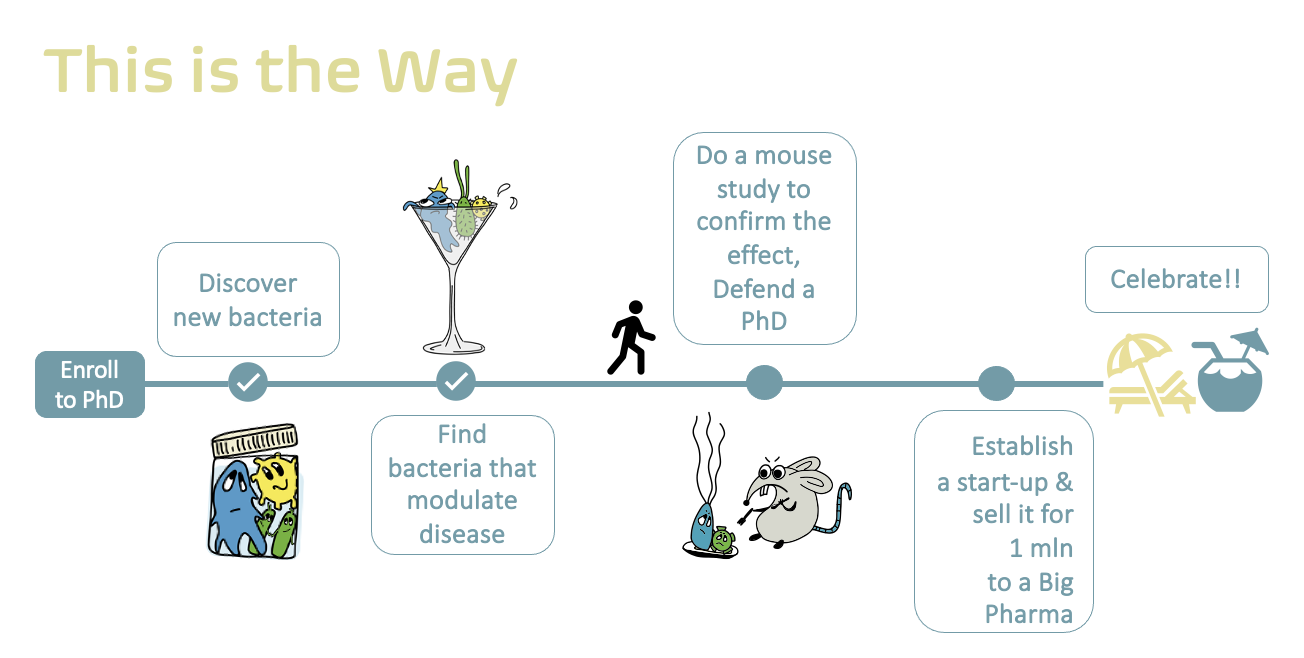 This is the Way
Enroll
to PhD
Discover
new bacteria
Find
bacteria that
modulate
disease
Do a mouse
study to
confirm the
effect,
Defend a
PhD
Establish
a start-up &
sell it for
1 mln
to a Big
Pharma
Celebrate!!